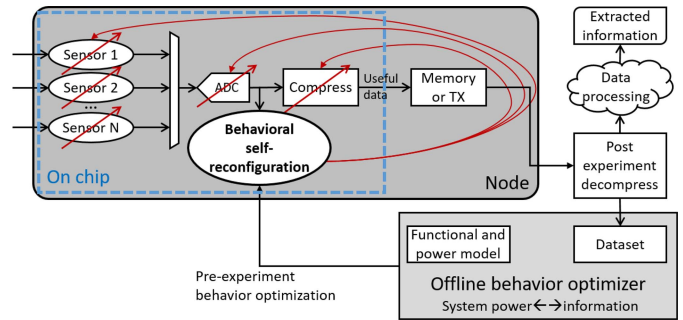 Sensor 1
Sensor 2
...
Sensor N
ADC
Compress
Useful
data
Memory
or TX
Behavioral
self-
reconfiguration
On chip
Node
Extracted
information
Data
processing
Post
experiment
decompress
Pre-experiment
behavior optimization
Functional and
power model
Dataset
Offline behavior optimizer
System power←→information